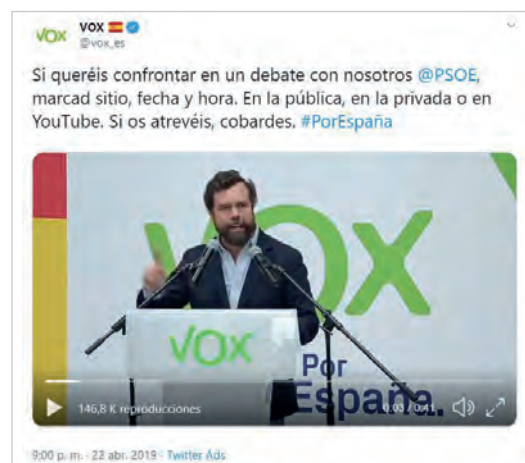 VOX
VOX
@vox_es
Si queréis confrontar en un debate con nosotros @PSOE,
marcad sitio, fecha y hora. En la pública, en la privada o en
YouTube. Si os atrevéis, cobardes. #PorEspaña
VOX
VOX
Por
España.
146,8 K reproducciones
0:03 / 0:41
9:00 p. m. · 22 abr. 2019 · Twitter Ads